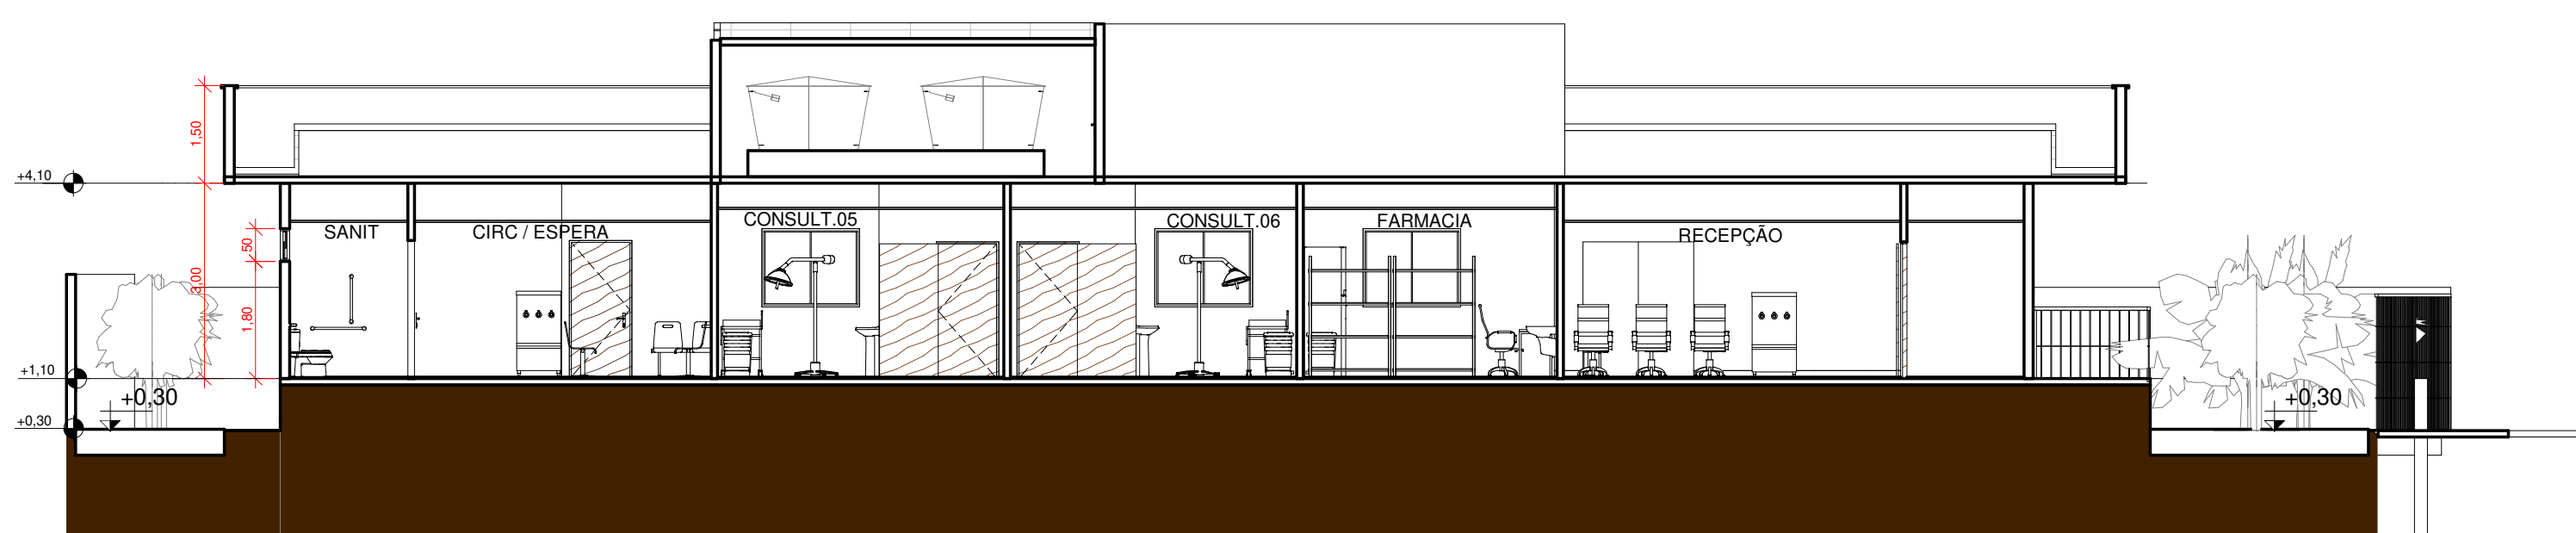 1,50
+4,10
CONSULT.05
CONSULT.06
FARMACIA
SANIT
CIRC / ESPERA
RECEPÇÃO
,50
3,00
1,80
+1,10
+0,30
+0,30
+0,30